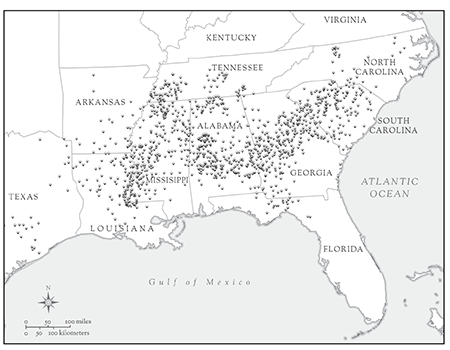 VIRGINIA
KENTUCKY
TENNESSEE
NORTH
CAROLINA
ARKANSAS
ALABAMA
SOUTH
CAROLINA
MISSISIPPI
GEORGIA
TEXAS
ATLANTIC
OCEAN
LOUISIANA
FLORIDA
Gulf of Mexico
N
0 50 100 miles
0 50 100 kilometers